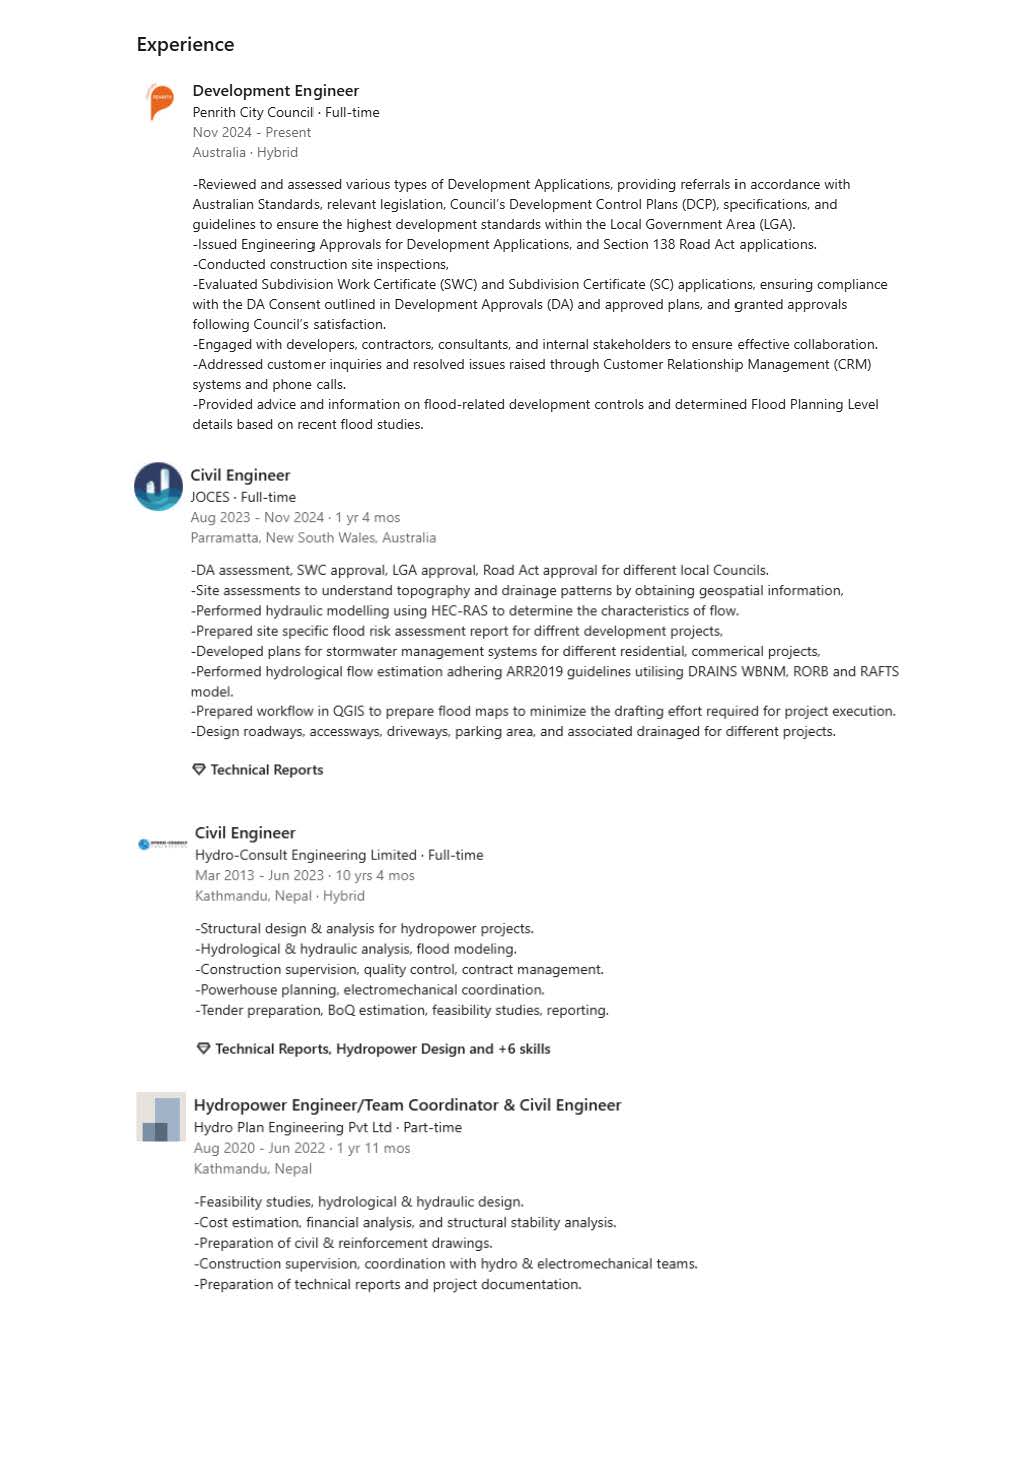 Experience
Development Engineer
Penrith City Council · Full-time
Nov 2024 - Present
Australia · Hybrid
-Reviewed and assessed various types of Development Applications, providing referrals in accordance with
Australian Standards, relevant legislation, Council's Development Control Plans (DCP), specifications, and
guidelines to ensure the highest development standards within the Local Government Area (LGA).
-Issued Engineering Approvals for Development Applications, and Section 138 Road Act applications.
-Conducted construction site inspections,
-Evaluated Subdivision Work Certificate (SWC) and Subdivision Certificate (SC) applications, ensuring compliance
with the DA Consent outlined in Development Approvals (DA) and approved plans, and granted approvals
following Council's satisfaction.
-Engaged with developers, contractors, consultants, and internal stakeholders to ensure effective collaboration.
-Addressed customer inquiries and resolved issues raised through Customer Relationship Management (CRM)
systems and phone calls.
-Provided advice and information on flood-related development controls and determined Flood Planning Level
details based on recent flood studies.
Civil Engineer
JOCES · Full-time
Aug 2023 - Nov 2024 · 1 yr 4 mos
Parramatta, New South Wales, Australia
-DA assessment, SWC approval, LGA approval, Road Act approval for different local Councils.
-Site assessments to understand topography and drainage patterns by obtaining geospatial information,
-Performed hydraulic modelling using HEC-RAS to determine the characteristics of flow.
-Prepared site specific flood risk assessment report for diffrent development projects,
-Developed plans for stormwater management systems for different residential, commerical projects,
-Performed hydrological flow estimation adhering ARR2019 guidelines utilising DRAINS WBNM, RORB and RAFTS
model.
-Prepared workflow in QGIS to prepare flood maps to minimize the drafting effort required for project execution.
-Design roadways, accessways, driveways, parking area, and associated drainaged for different projects.
Technical Reports
Civil Engineer
Hydro-Consult Engineering Limited · Full-time
Mar 2013 - Jun 2023 · 10 yrs 4 mos
Kathmandu, Nepal · Hybrid
-Structural design & analysis for hydropower projects.
-Hydrological & hydraulic analysis, flood modeling.
-Construction supervision, quality control, contract management.
-Powerhouse planning, electromechanical coordination.
-Tender preparation, BoQ estimation, feasibility studies, reporting.
Technical Reports, Hydropower Design and +6 skills
Hydropower Engineer/Team Coordinator & Civil Engineer
Hydro Plan Engineering Pvt Ltd · Part-time
Aug 2020 - Jun 2022 · 1 yr 11 mos
Kathmandu, Nepal
-Feasibility studies, hydrological & hydraulic design.
-Cost estimation, financial analysis, and structural stability analysis.
-Preparation of civil & reinforcement drawings.
-Construction supervision, coordination with hydro & electromechanical teams.
-Preparation of technical reports and project documentation.